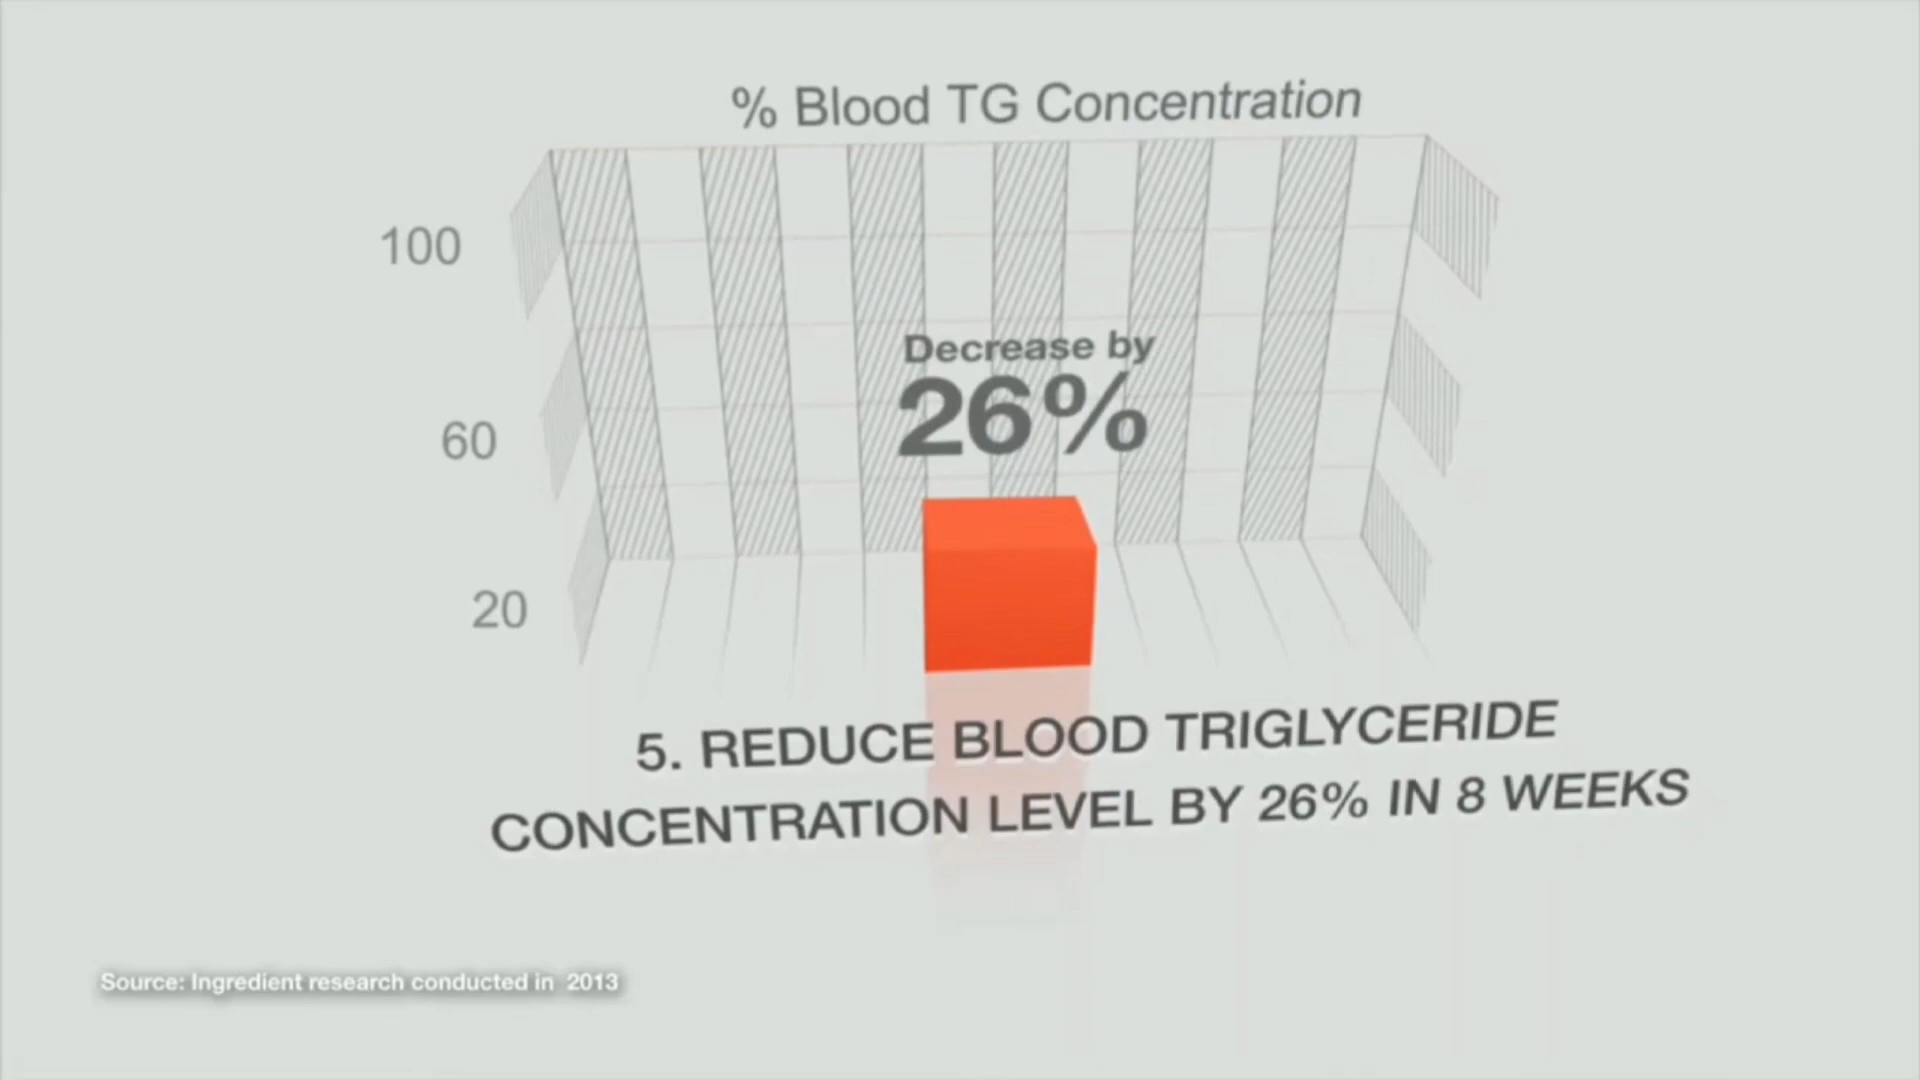 % Blood TG Concentration
100
60
20
Decrease by
26%
5. REDUCE BLOOD TRIGLYCERIDE
CONCENTRATION LEVEL BY 26% IN 8 WEEKS
Source: Ingredient research conducted in 2013